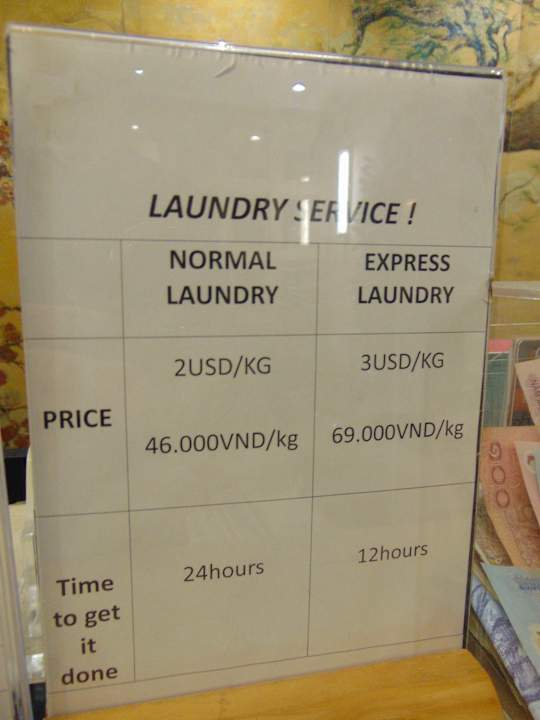 LAUNDRY SERVICE !
NORMAL
LAUNDRY
EXPRESS
LAUNDRY
PRICE
2USD/KG
46.000VND/kg
3USD/KG
69.000VND/kg
Time
to get
it
done
24hours
12hours